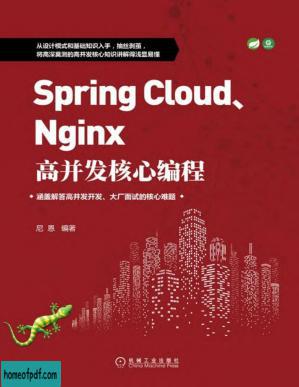 从设计模式和基础知识入手，抽丝剥茧，
将高深莫测的高并发核心知识讲解得浅显易懂
Spring Cloud、
Nginx
高并发核心编程
涵盖解答高并发开发、大厂面试的核心难题
尼恩 编著
机械工业出版社
CHINA MACHINE PRESS
homeofpdf.com